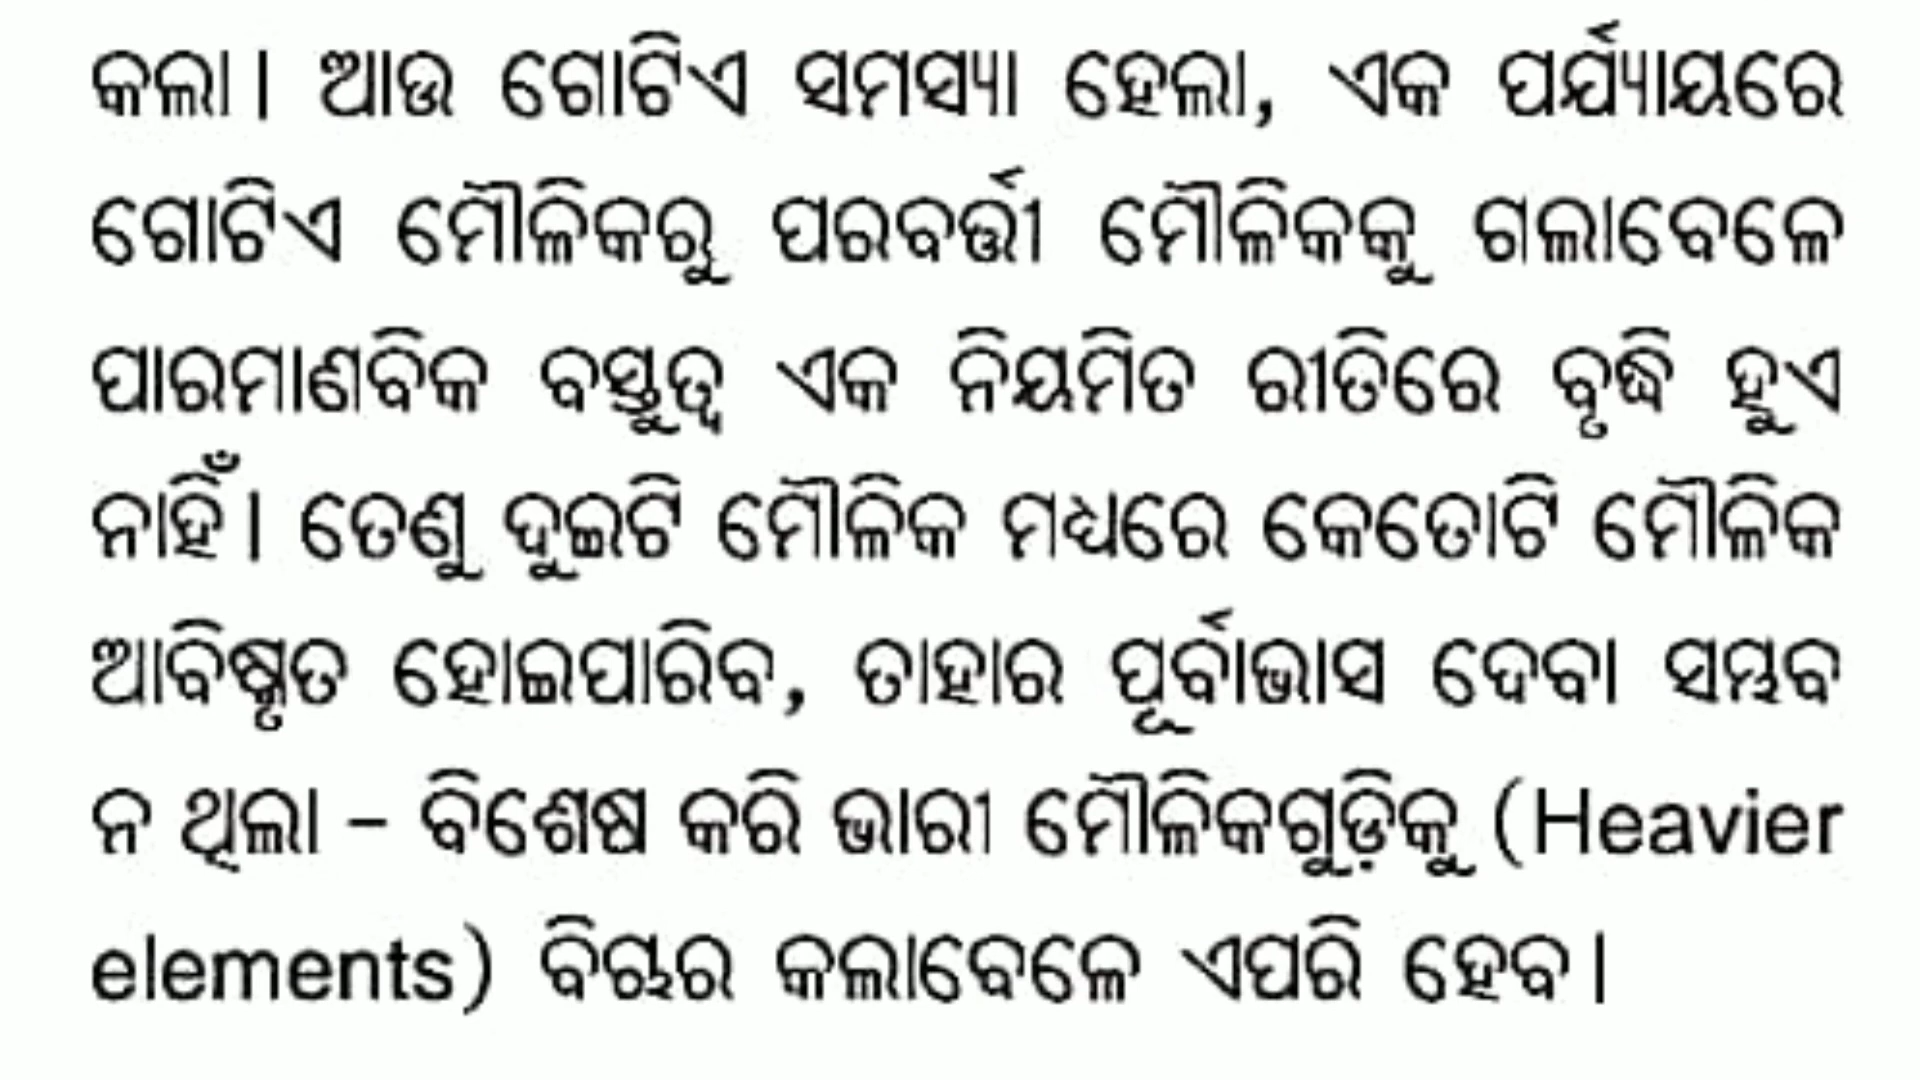 କଲା। ଆଉ ଗୋଟିଏ ସମସ୍ୟା ହେଲା, ଏକ ପର୍ଯ୍ୟାୟରେ
ଗୋଟିଏ ମୌଳିକରୁ ପରବର୍ତ୍ତୀ ମୌଳିକକୁ ଗଲାବେଳେ
ପାରମାଣବିକ ବସ୍ତୁତ୍ୱ ଏକ ନିୟମିତ ରୀତିରେ ବୃଦ୍ଧି ହୁଏ
ନାହିଁ। ତେଣୁ ଦୁଇଟି ମୌଳିକ ମଧ୍ୟରେ କେତୋଟି ମୌଳିକ
ଆବିଷ୍କୃତ ହୋଇପାରିବ, ତାହାର ପୂର୍ବାଭାସ ଦେବା ସମ୍ଭବ
ନ ଥିଲା – ବିଶେଷ କରି ଭାରୀ ମୌଳିକଗୁଡ଼ିକୁ (Heavier
elements) ବିଚାର କଲାବେଳେ ଏପରି ହେବ।